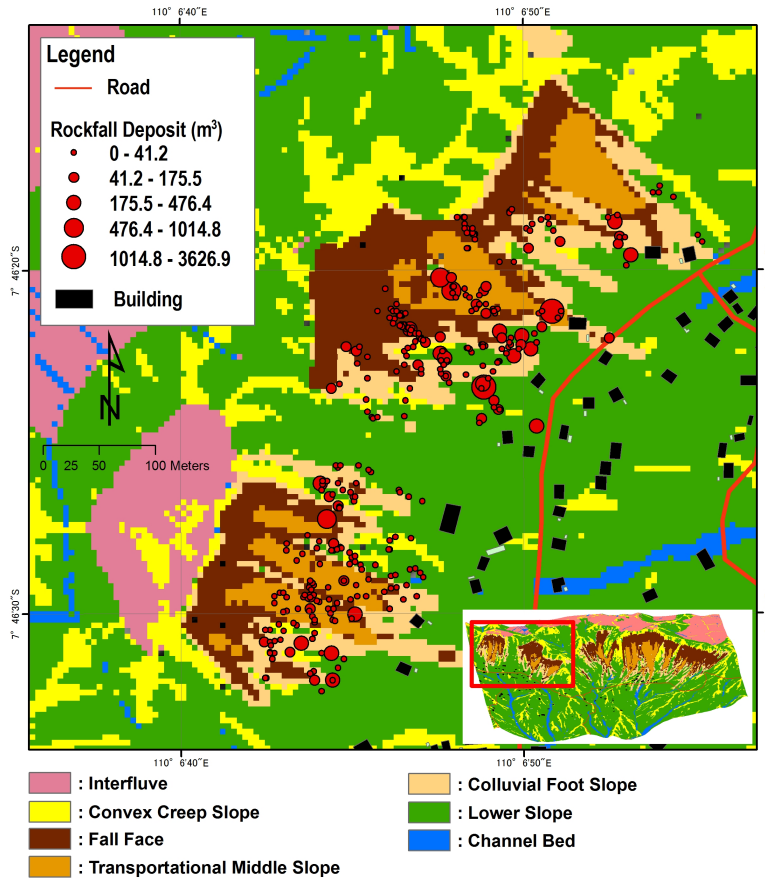 110° 6'40"E 110° 6'50"E
Legend
Road
Rockfall Deposit (m³)
0 - 41.2
41.2 - 175.5
175.5 - 476.4
476.4 - 1014.8
1014.8 - 3626.9
Building
7° 46'20"S
N
0 25 50 100 Meters
7° 46'30"S
110° 6'40"E 110° 6'50"E
: Interfluve
: Convex Creep Slope
: Fall Face
: Transportational Middle Slope
: Colluvial Foot Slope
: Lower Slope
: Channel Bed